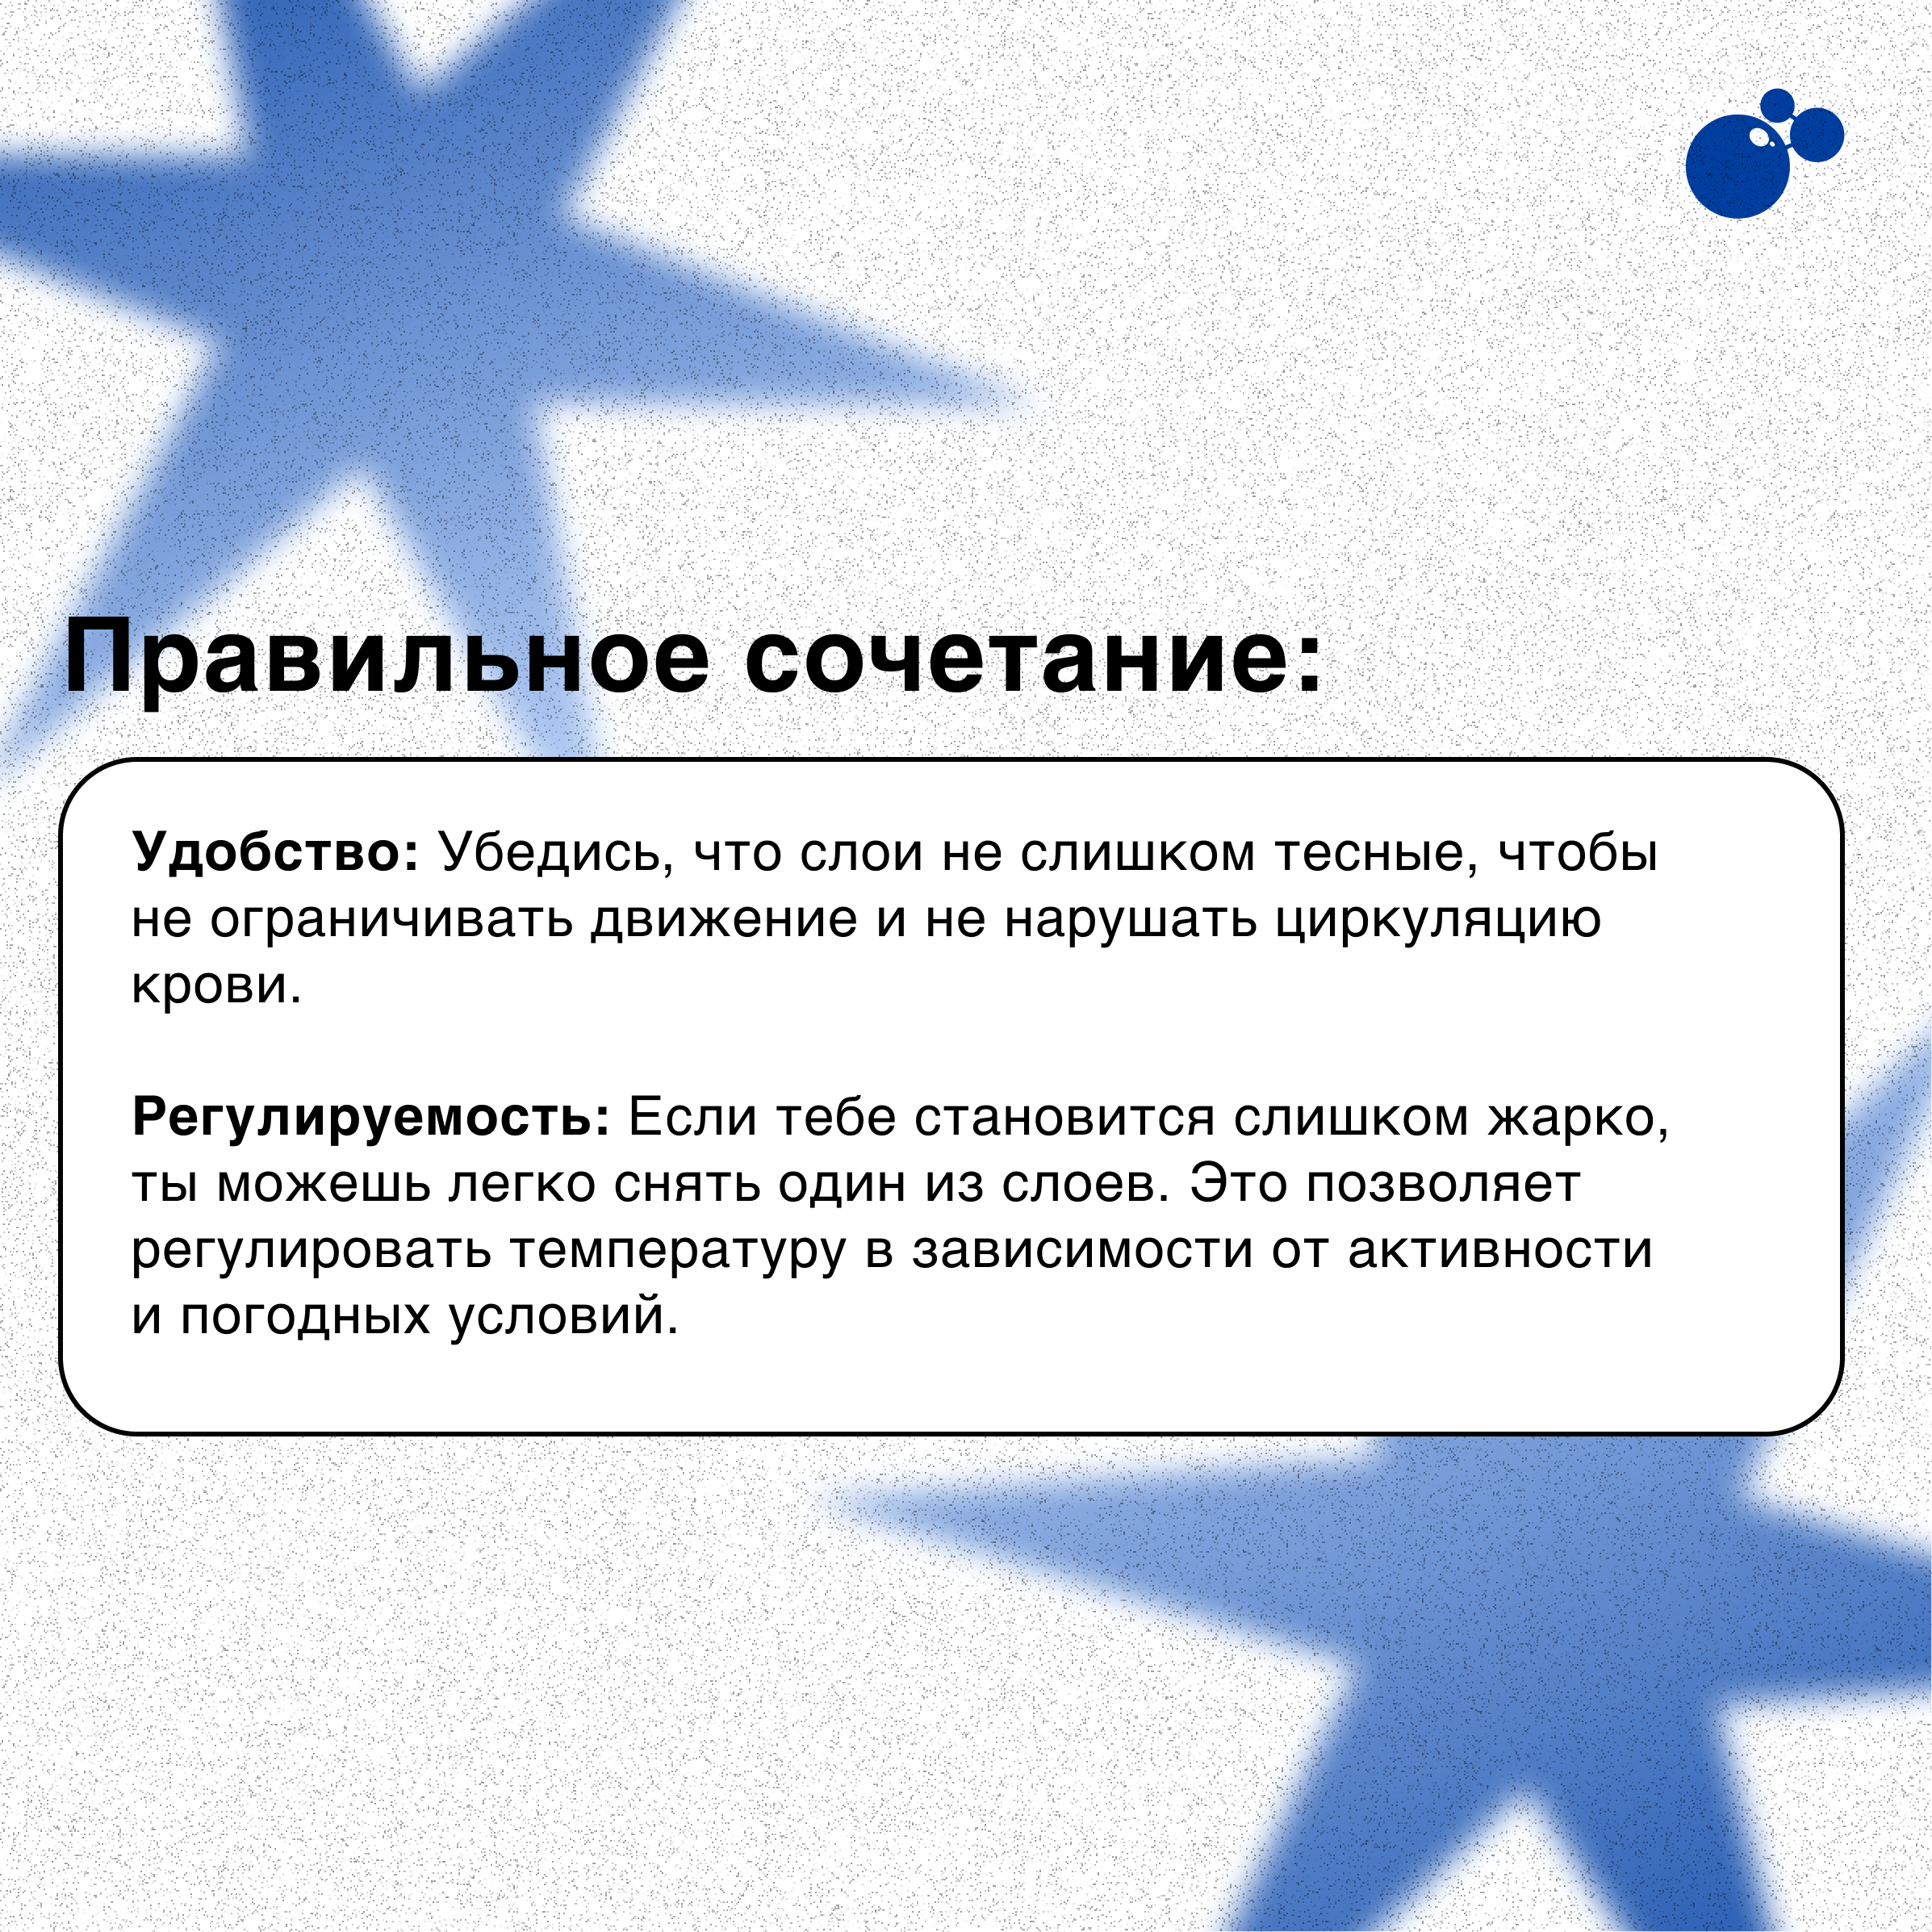 Правильное сочетание:
Удобство: Убедись, что слои не слишком тесные, чтобы
не ограничивать движение и не нарушать циркуляцию
крови.
Регулируемость: Если тебе становится слишком жарко,
ты можешь легко снять один из слоев. Это позволяет
регулировать температуру в зависимости от активности
и погодных условий.